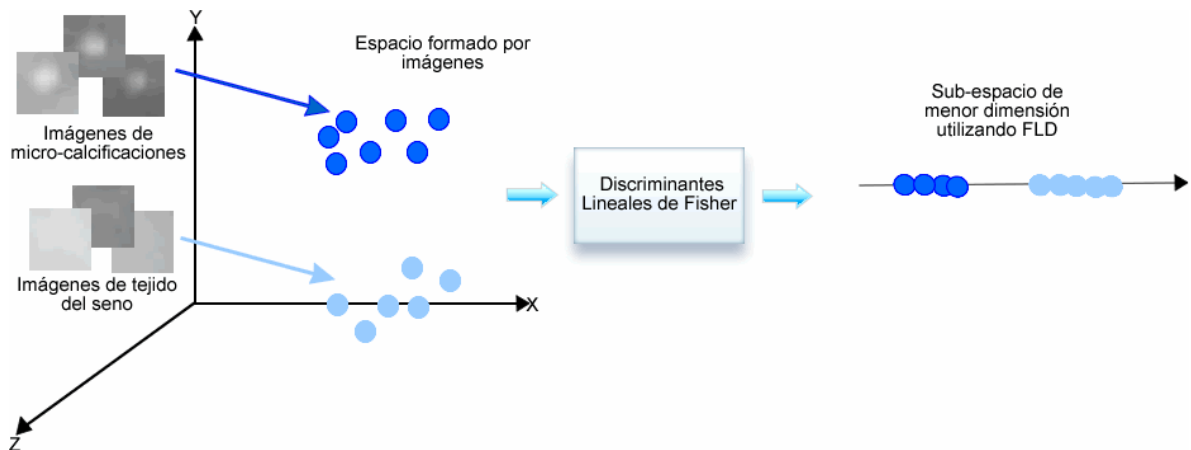 Y
Espacio formado por
imágenes
Imágenes de
micro-calcificaciones
Imágenes de tejido
del seno
X
Z
Discriminantes
Lineales de Fisher
Sub-espacio de
menor dimensión
utilizando FLD